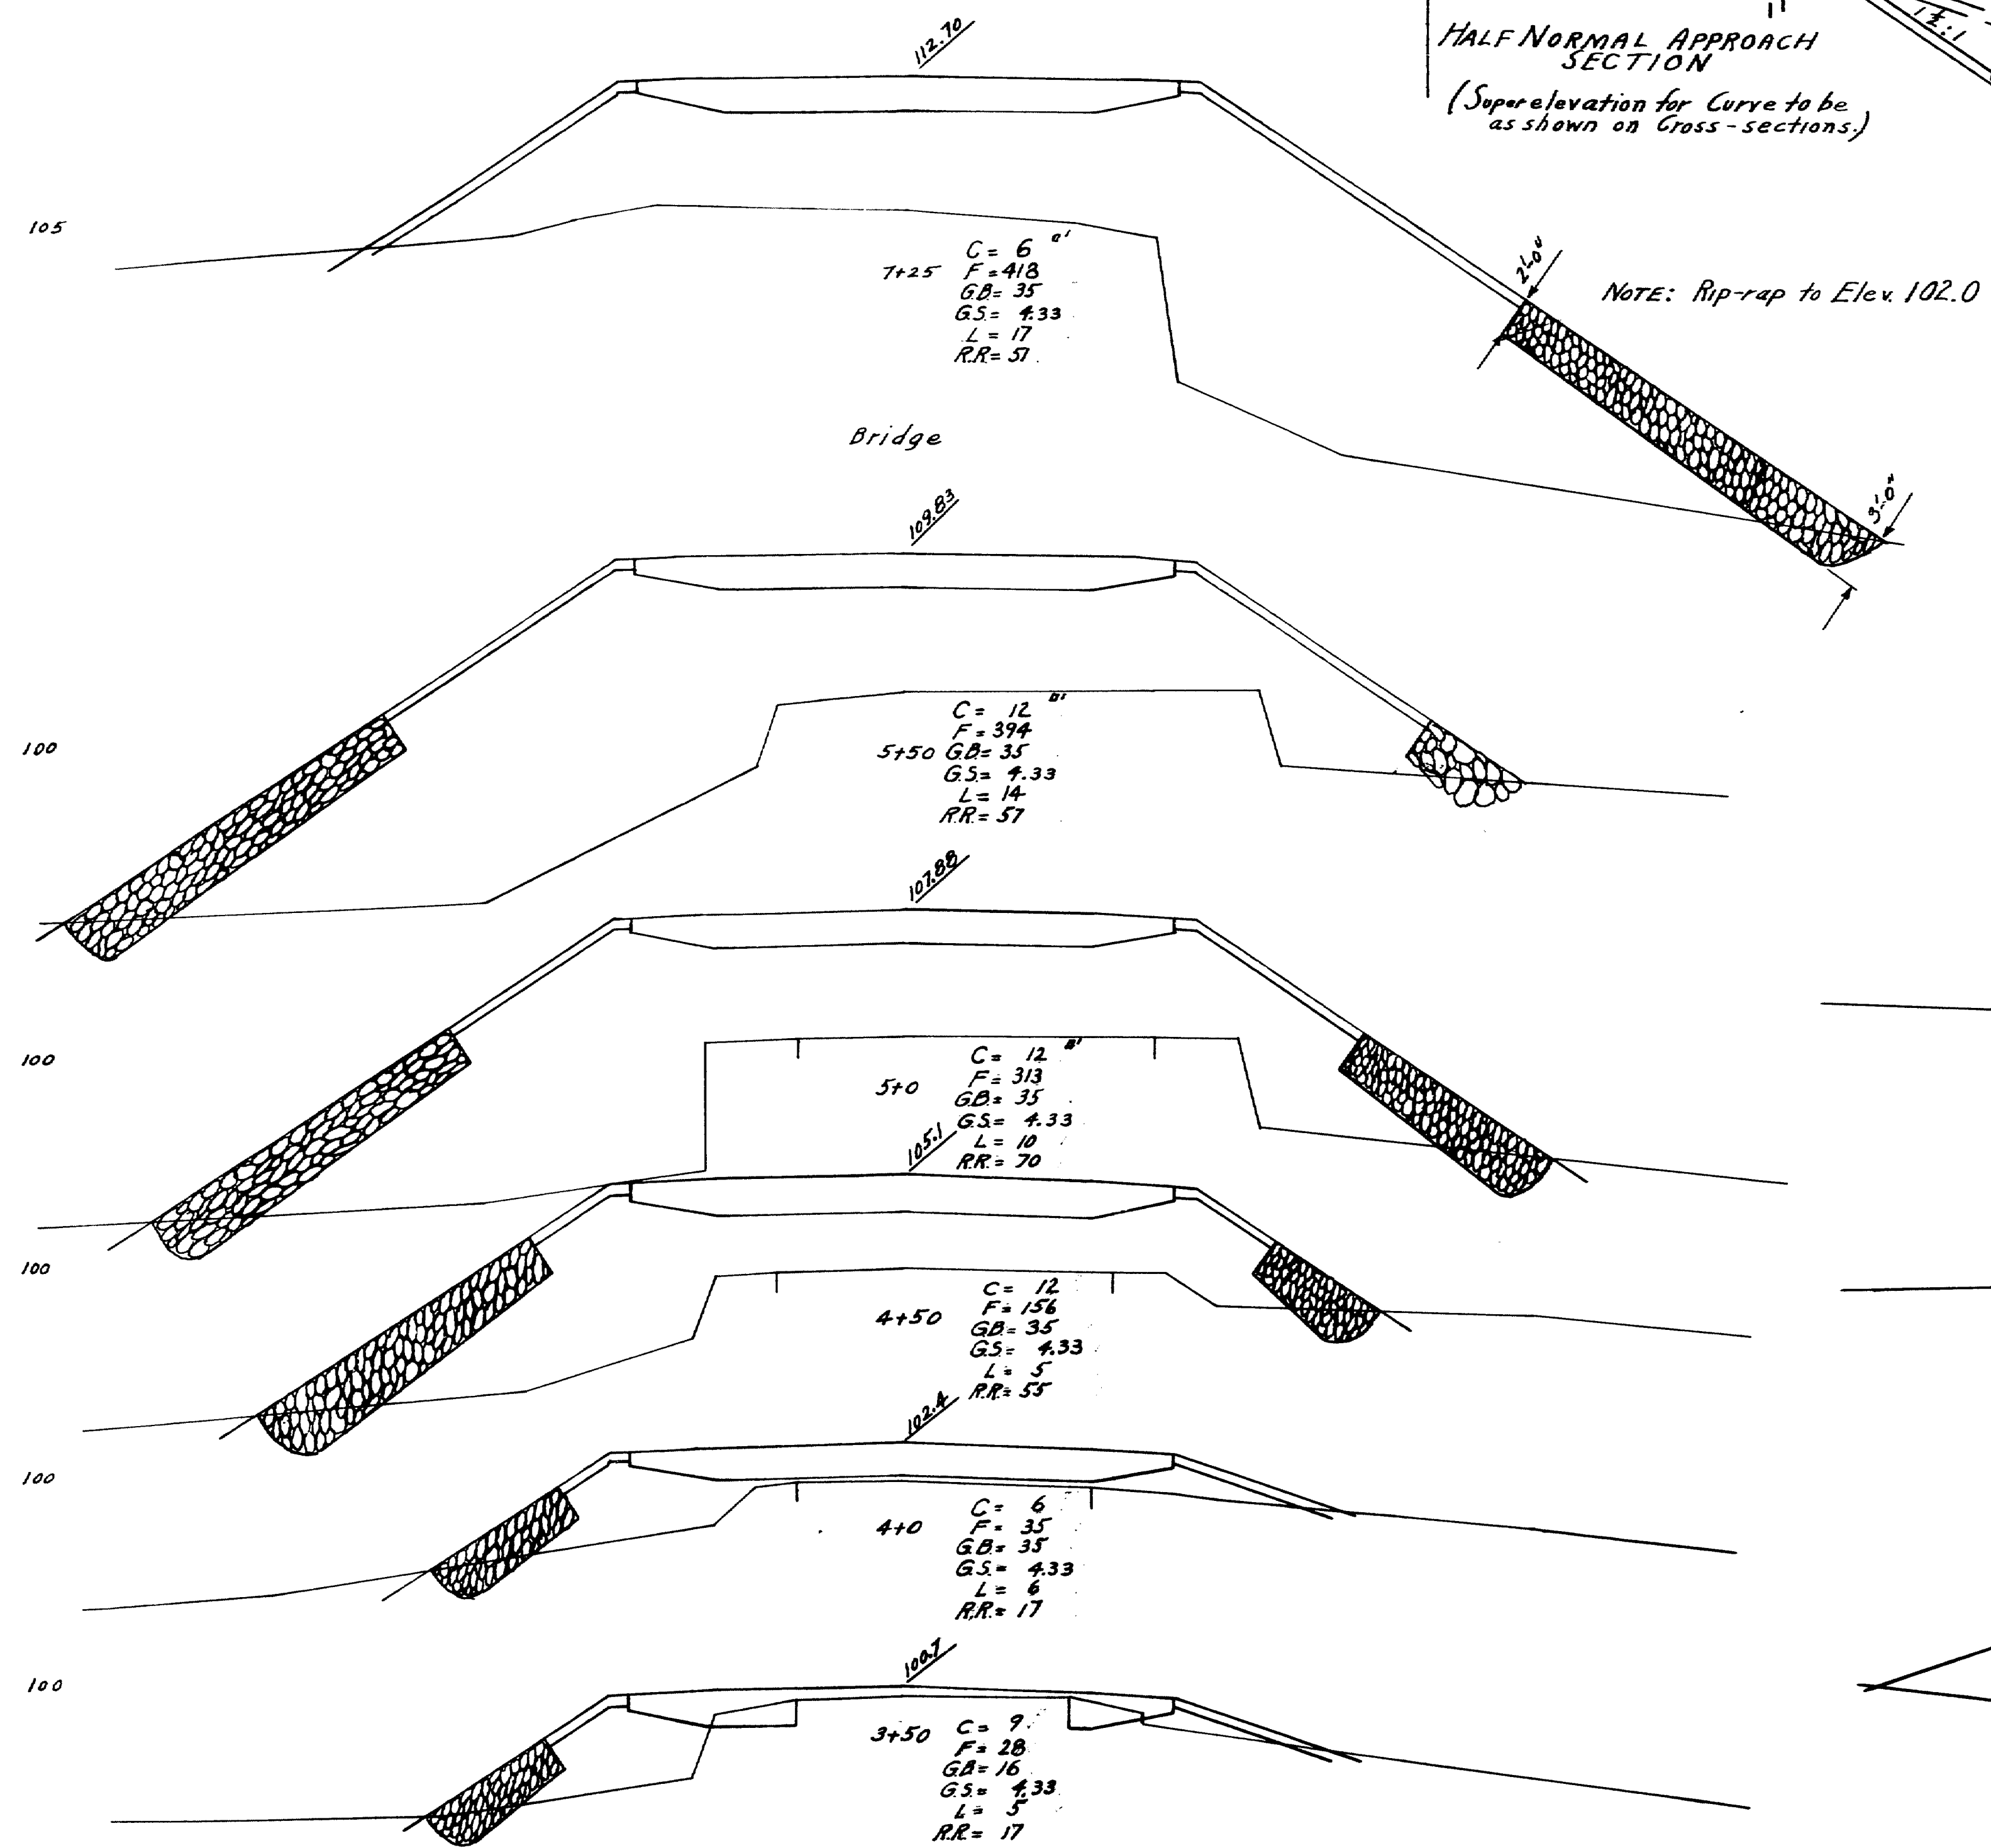 1½:1
HALF NORMAL APPROACH
SECTION
(Superelevation for Curve to be
as shown on Cross-sections.)
112.70
105
7+25
C = 6
F = 418
G.B. = 35
G.S. = 4.33
L = 17
R.R. = 57
2'-0"
NOTE: Rip-rap to Elev. 102.0
3'-0"
Bridge
109.83
100
5+50
C = 12
F = 394
G.B. = 35
G.S. = 4.33
L = 14
R.R. = 57
107.88
100
5+0
C = 12
F = 313
G.B. = 35
G.S. = 4.33
L = 10
R.R. = 70
105.1
100
4+50
C = 12
F = 156
G.B. = 35
G.S. = 4.33
L = 5
R.R. = 55
102.4
100
4+0
C = 6
F = 35
G.B. = 35
G.S. = 4.33
L = 6
R.R. = 17
100.7
100
3+50
C = 9
F = 28
G.B. = 16
G.S. = 4.33
L = 5
R.R. = 17